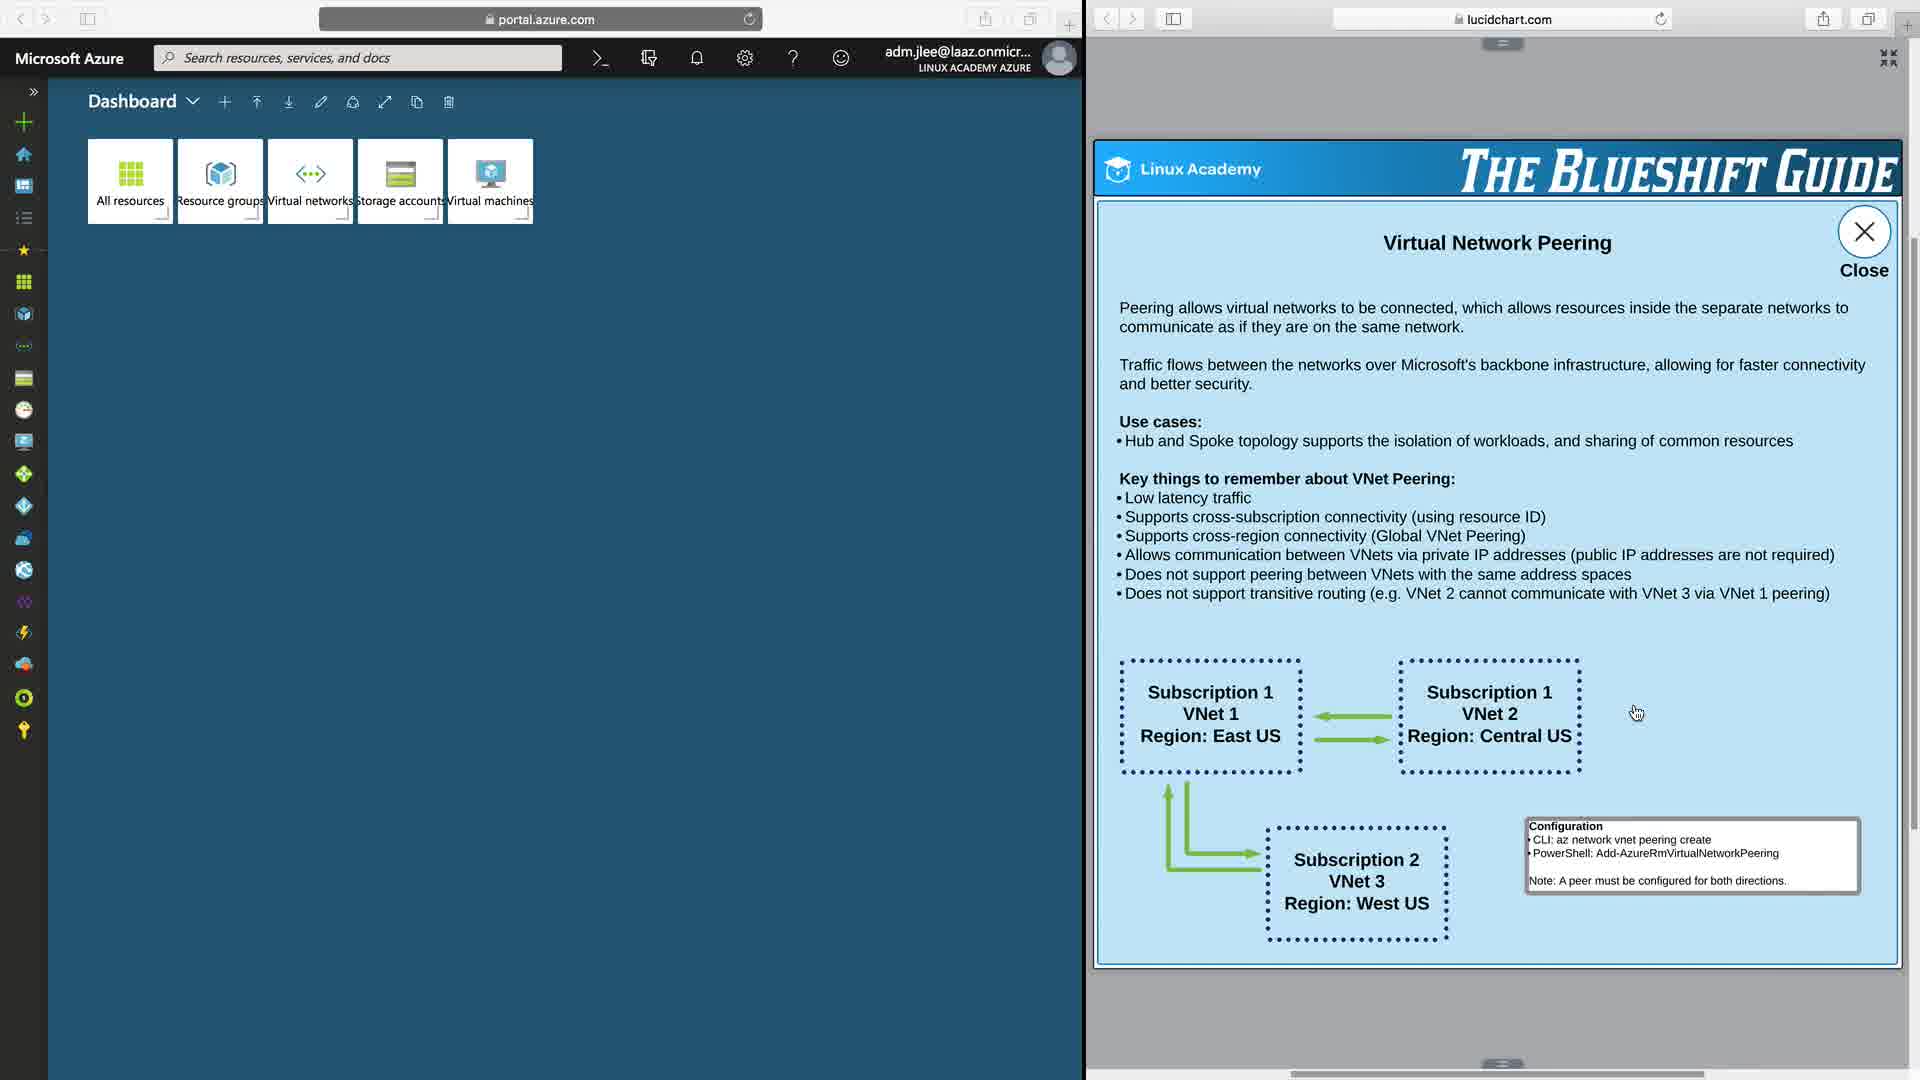 portal.azure.com
Microsoft Azure
Search resources, services, and docs
adm.jlee@laaz.onmicr...
LINUX ACADEMY AZURE
Dashboard
All resources
Resource groups
Virtual networks
Storage accounts
Virtual machines
lucidchart.com
Linux Academy
THE BLUESHIFT GUIDE
Virtual Network Peering
Close
Peering allows virtual networks to be connected, which allows resources inside the separate networks to
communicate as if they are on the same network.
Traffic flows between the networks over Microsoft's backbone infrastructure, allowing for faster connectivity
and better security.
Use cases:
• Hub and Spoke topology supports the isolation of workloads, and sharing of common resources
Key things to remember about VNet Peering:
• Low latency traffic
• Supports cross-subscription connectivity (using resource ID)
• Supports cross-region connectivity (Global VNet Peering)
• Allows communication between VNets via private IP addresses (public IP addresses are not required)
• Does not support peering between VNets with the same address spaces
• Does not support transitive routing (e.g. VNet 2 cannot communicate with VNet 3 via VNet 1 peering)
Subscription 1
VNet 1
Region: East US
Subscription 1
VNet 2
Region: Central US
Subscription 2
VNet 3
Region: West US
Configuration
• CLI: az network vnet peering create
• PowerShell: Add-AzureRmVirtualNetworkPeering
Note: A peer must be configured for both directions.